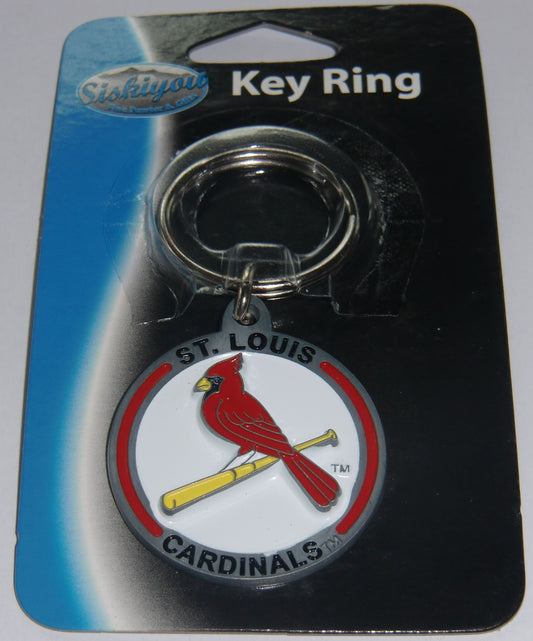 Siskiyou
Key Ring
ST. LOUIS
TM
CARDINALS TM